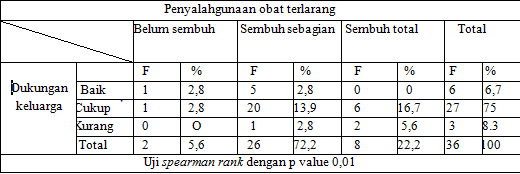 Penyalahgunaan obat terlarang
Belum sembuh Sembuh sebagian Sembuh total Total
F % F % F % F %
Dukungan keluarga Baik 1 2,8 5 2,8 0 0 6 6,7
Cukup 1 2,8 20 13,9 6 16,7 27 75
Kurang 0 O 1 2,8 2 5,6 3 8.3
Total 2 5,6 26 72,2 8 22,2 36 100
Uji spearman rank dengan p value 0,01